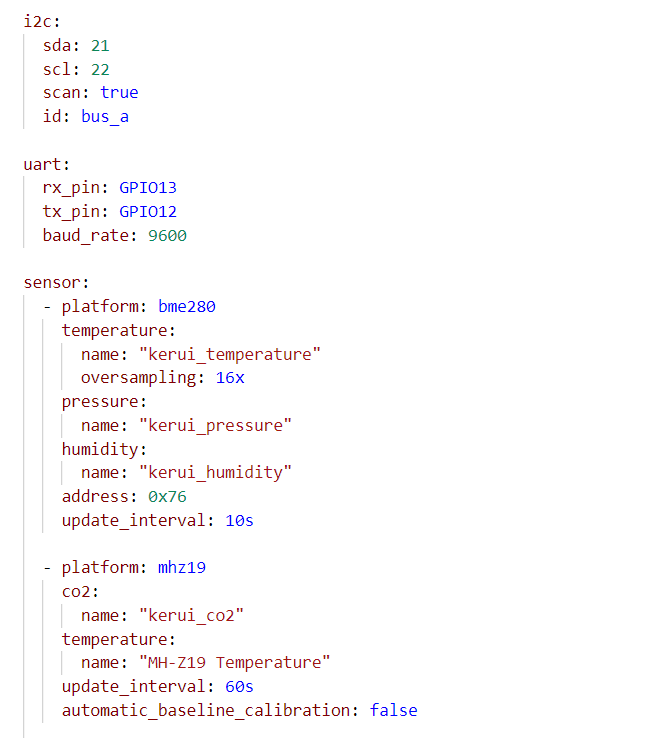 i2c:
  sda: 21
  scl: 22
  scan: true
  id: bus_a

uart:
  rx_pin: GPIO13
  tx_pin: GPIO12
  baud_rate: 9600

sensor:
  - platform: bme280
    temperature:
      name: "kerui_temperature"
      oversampling: 16x
    pressure:
      name: "kerui_pressure"
    humidity:
      name: "kerui_humidity"
    address: 0x76
    update_interval: 10s

  - platform: mhz19
    co2:
      name: "kerui_co2"
    temperature:
      name: "MH-Z19 Temperature"
    update_interval: 60s
    automatic_baseline_calibration: false